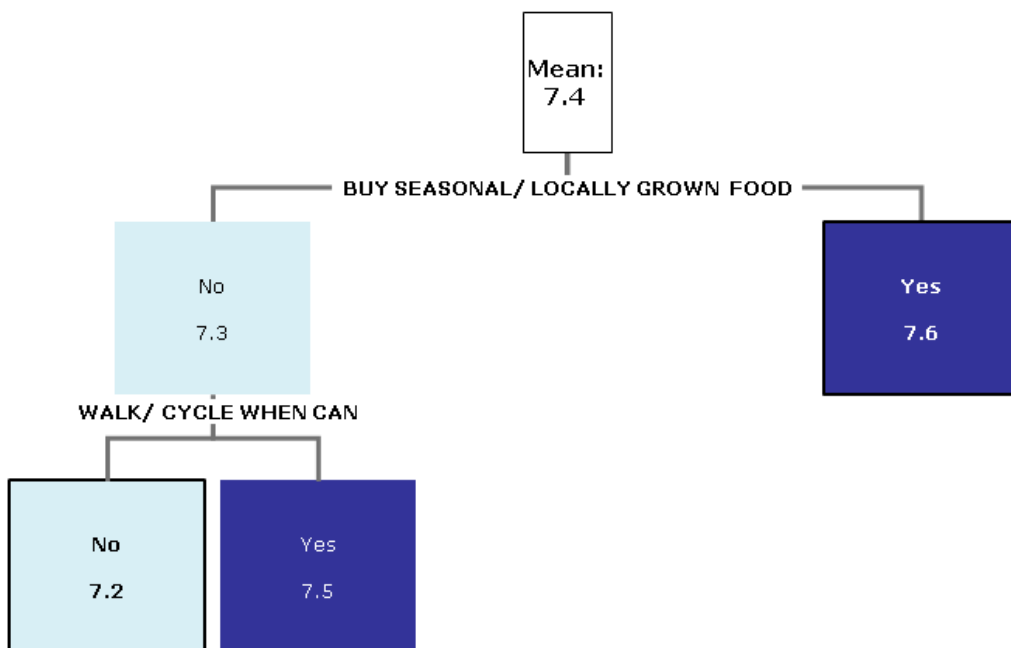 Mean:
7.4
BUY SEASONAL/ LOCALLY GROWN FOOD
No
7.3
Yes
7.6
WALK/ CYCLE WHEN CAN
No
7.2
Yes
7.5